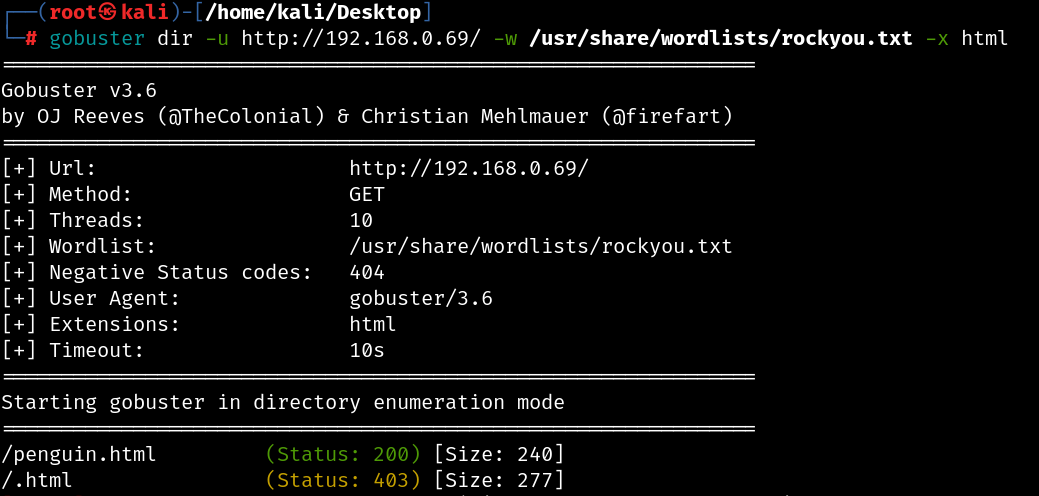 ┌──(root㉿kali)-[/home/kali/Desktop]
└─# gobuster dir -u http://192.168.0.69/ -w /usr/share/wordlists/rockyou.txt -x html
===============================================================
Gobuster v3.6
by OJ Reeves (@TheColonial) & Christian Mehlmauer (@firefart)
===============================================================
[+] Url:                     http://192.168.0.69/
[+] Method:                  GET
[+] Threads:                 10
[+] Wordlist:                /usr/share/wordlists/rockyou.txt
[+] Negative Status codes:   404
[+] User Agent:              gobuster/3.6
[+] Extensions:              html
[+] Timeout:                 10s
===============================================================
Starting gobuster in directory enumeration mode
===============================================================
/penguin.html         (Status: 200) [Size: 240]
/.html                (Status: 403) [Size: 277]